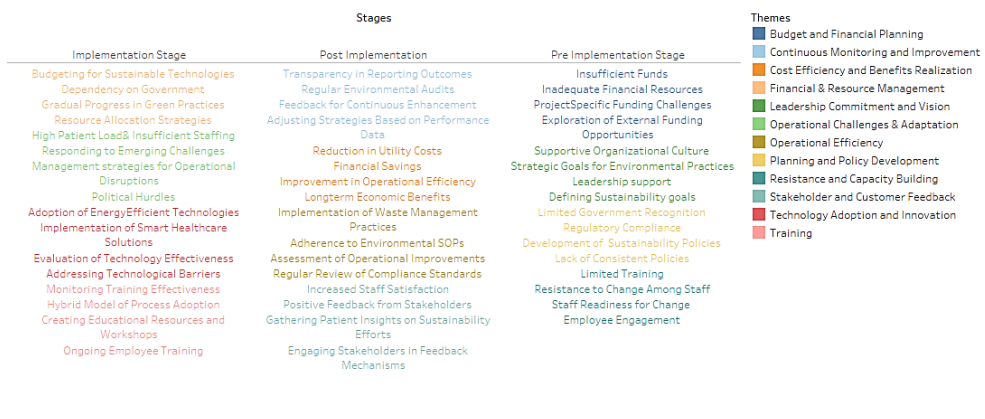 Stages
Implementation Stage
Budgeting for Sustainable Technologies
Dependency on Government
Gradual Progress in Green Practices
Resource Allocation Strategies
High Patient Load& Insufficient Staffing
Responding to Emerging Challenges
Management strategies for Operational
Disruptions
Political Hurdles
Adoption of EnergyEfficient Technologies
Implementation of Smart Healthcare
Solutions
Evaluation of Technology Effectiveness
Addressing Technological Barriers
Monitoring Training Effectiveness
Hybrid Model of Process Adoption
Creating Educational Resources and
Workshops
Ongoing Employee Training
Post Implementation
Transparency in Reporting Outcomes
Regular Environmental Audits
Feedback for Continuous Enhancement
Adjusting Strategies Based on Performance
Data
Reduction in Utility Costs
Financial Savings
Improvement in Operational Efficiency
Longterm Economic Benefits
Implementation of Waste Management
Practices
Adherence to Environmental SOPs
Assessment of Operational Improvements
Regular Review of Compliance Standards
Increased Staff Satisfaction
Positive Feedback from Stakeholders
Gathering Patient Insights on Sustainability
Efforts
Engaging Stakeholders in Feedback
Mechanisms
Pre Implementation Stage
Insufficient Funds
Inadequate Financial Resources
ProjectSpecific Funding Challenges
Exploration of External Funding
Opportunities
Supportive Organizational Culture
Strategic Goals for Environmental Practices
Leadership support
Defining Sustainability goals
Limited Government Recognition
Regulatory Compliance
Development of Sustainability Policies
Lack of Consistent Policies
Limited Training
Resistance to Change Among Staff
Staff Readiness for Change
Employee Engagement
Themes
Budget and Financial Planning
Continuous Monitoring and Improvement
Cost Efficiency and Benefits Realization
Financial & Resource Management
Leadership Commitment and Vision
Operational Challenges & Adaptation
Operational Efficiency
Planning and Policy Development
Resistance and Capacity Building
Stakeholder and Customer Feedback
Technology Adoption and Innovation
Training